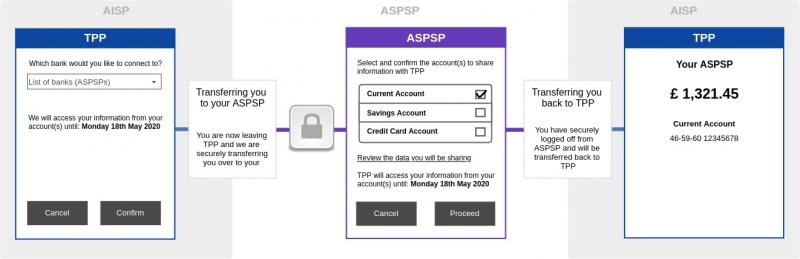 AISP
TPP
Which bank would you like to connect to?
List of banks (ASPSPs)
We will access your information from your
account(s) until: Monday 18th May 2020
Cancel
Confirm
Transferring you
to your ASPSP
You are now leaving
TPP and we are
securely transferring
you over to your
ASPSP
ASPSP
Select and confirm the account(s) to share
information with TPP
Current Account
Savings Account
Credit Card Account
Review the data you will be sharing
TPP will access your information from your
account(s) until: Monday 18th May 2020
Cancel
Proceed
Transferring you
back to TPP
You have securely
logged off from
ASPSP and will be
transferred back to
TPP
AISP
TPP
Your ASPSP
£ 1,321.45
Current Account
46-59-60 12345678